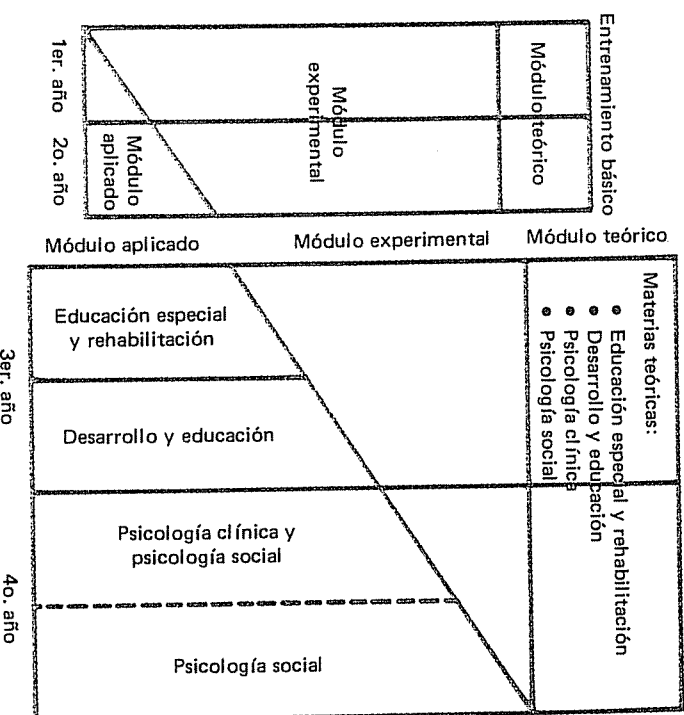 Entrenamiento básico
Módulo teórico
Módulo
experimental
Módulo
aplicado
1er. año
2o. año
Módulo aplicado
Módulo experimental
Módulo teórico
Educación especial
y rehabilitación
Desarrollo y educación
Psicología clínica y
psicología social
Psicología social
Materias teóricas:
• Educación especial y rehabilitación
• Desarrollo y educación
• Psicología clínica
• Psicología social
3er. año
4o. año